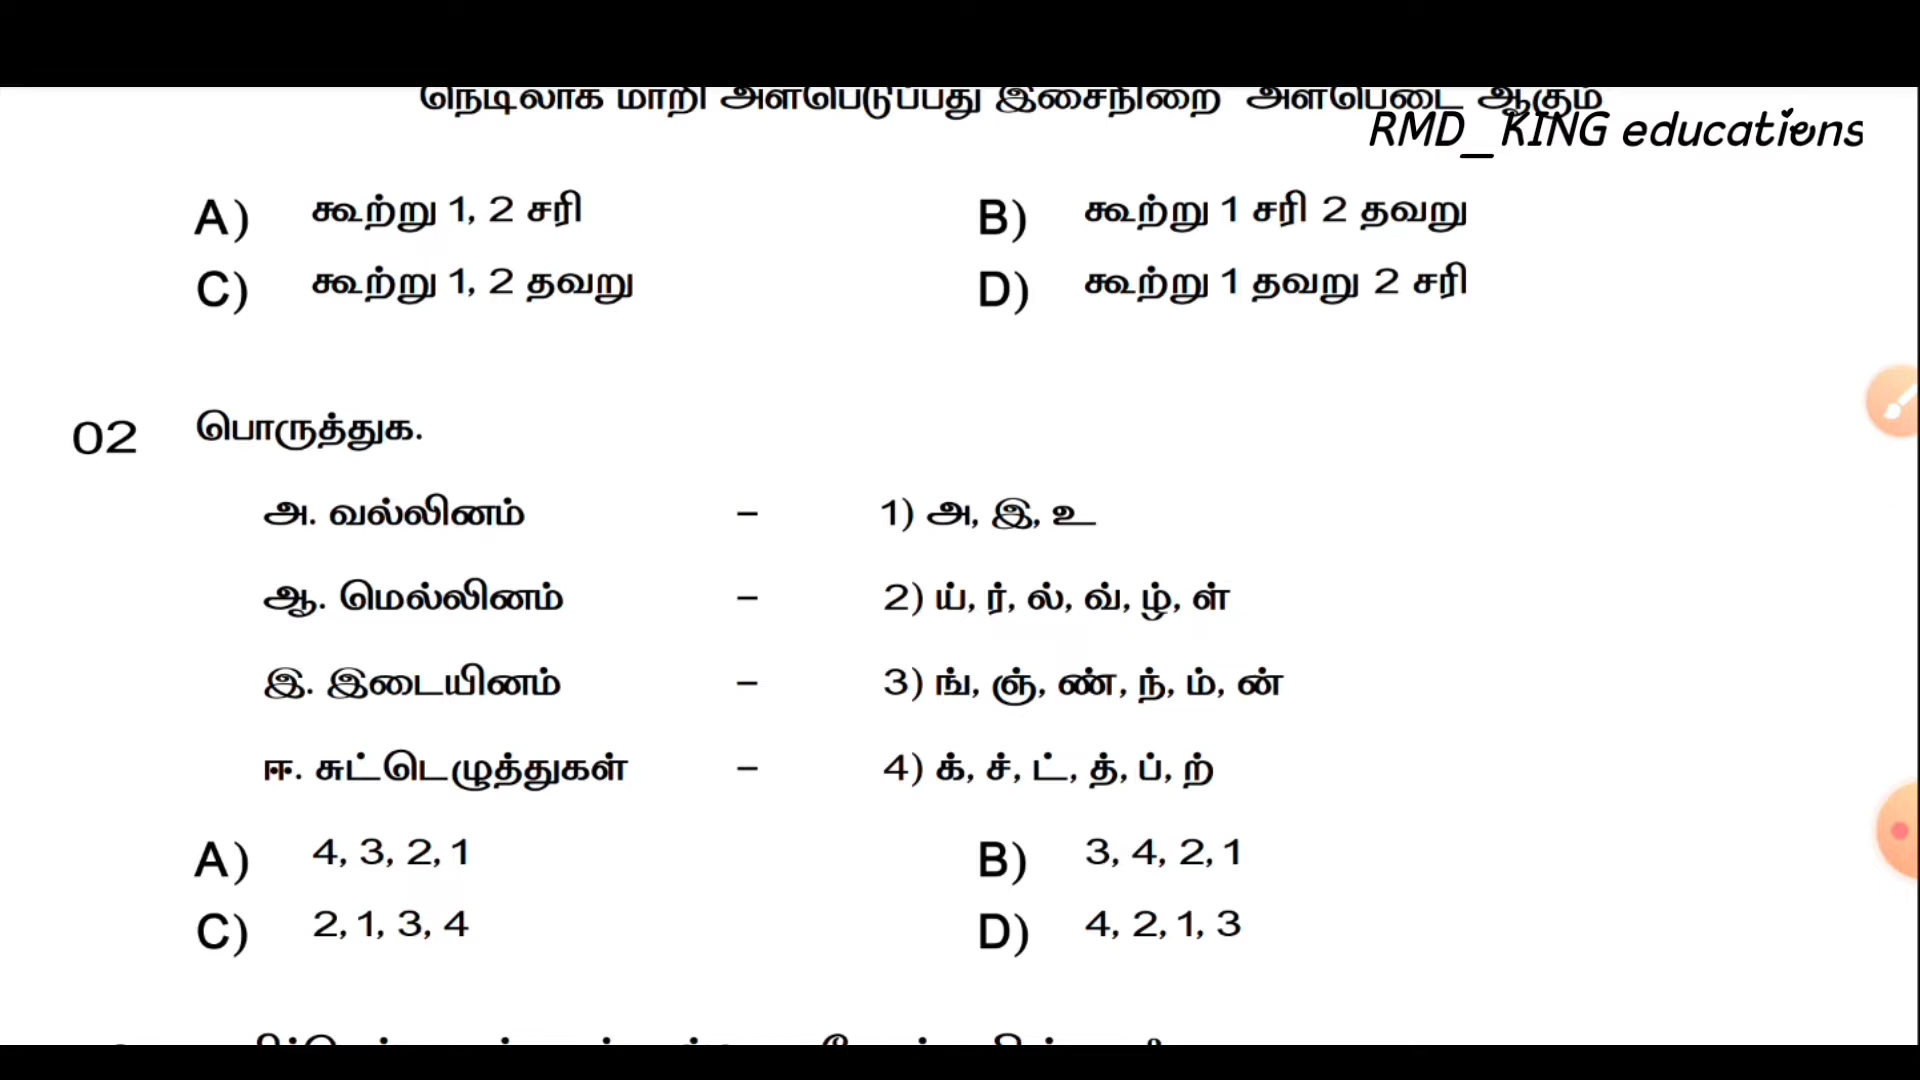 நெடிலாக மாறி அளபெடுப்பது இசைநிறை அளபெடை ஆகும்
RMD_KING educations
A) கூற்று 1, 2 சரி B) கூற்று 1 சரி 2 தவறு
C) கூற்று 1, 2 தவறு D) கூற்று 1 தவறு 2 சரி
02 பொருத்துக.
அ. வல்லினம் – 1) அ, இ, உ
ஆ. மெல்லினம் – 2) ய், ர், ல், வ், ழ், ள்
இ. இடையினம் – 3) ங், ஞ், ண், ந், ம், ன்
ஈ. சுட்டெழுத்துகள் – 4) க், ச், ட், த், ப், ற்
A) 4, 3, 2, 1 B) 3, 4, 2, 1
C) 2, 1, 3, 4 D) 4, 2, 1, 3